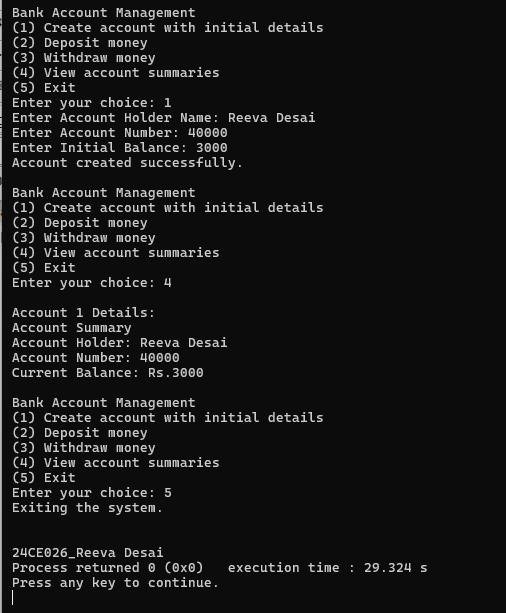 Bank Account Management
(1) Create account with initial details
(2) Deposit money
(3) Withdraw money
(4) View account summaries
(5) Exit
Enter your choice: 1
Enter Account Holder Name: Reeva Desai
Enter Account Number: 40000
Enter Initial Balance: 3000
Account created successfully.

Bank Account Management
(1) Create account with initial details
(2) Deposit money
(3) Withdraw money
(4) View account summaries
(5) Exit
Enter your choice: 4

Account 1 Details:
Account Summary
Account Holder: Reeva Desai
Account Number: 40000
Current Balance: Rs.3000

Bank Account Management
(1) Create account with initial details
(2) Deposit money
(3) Withdraw money
(4) View account summaries
(5) Exit
Enter your choice: 5
Exiting the system.


24CE026_Reeva Desai
Process returned 0 (0x0)   execution time : 29.324 s
Press any key to continue.